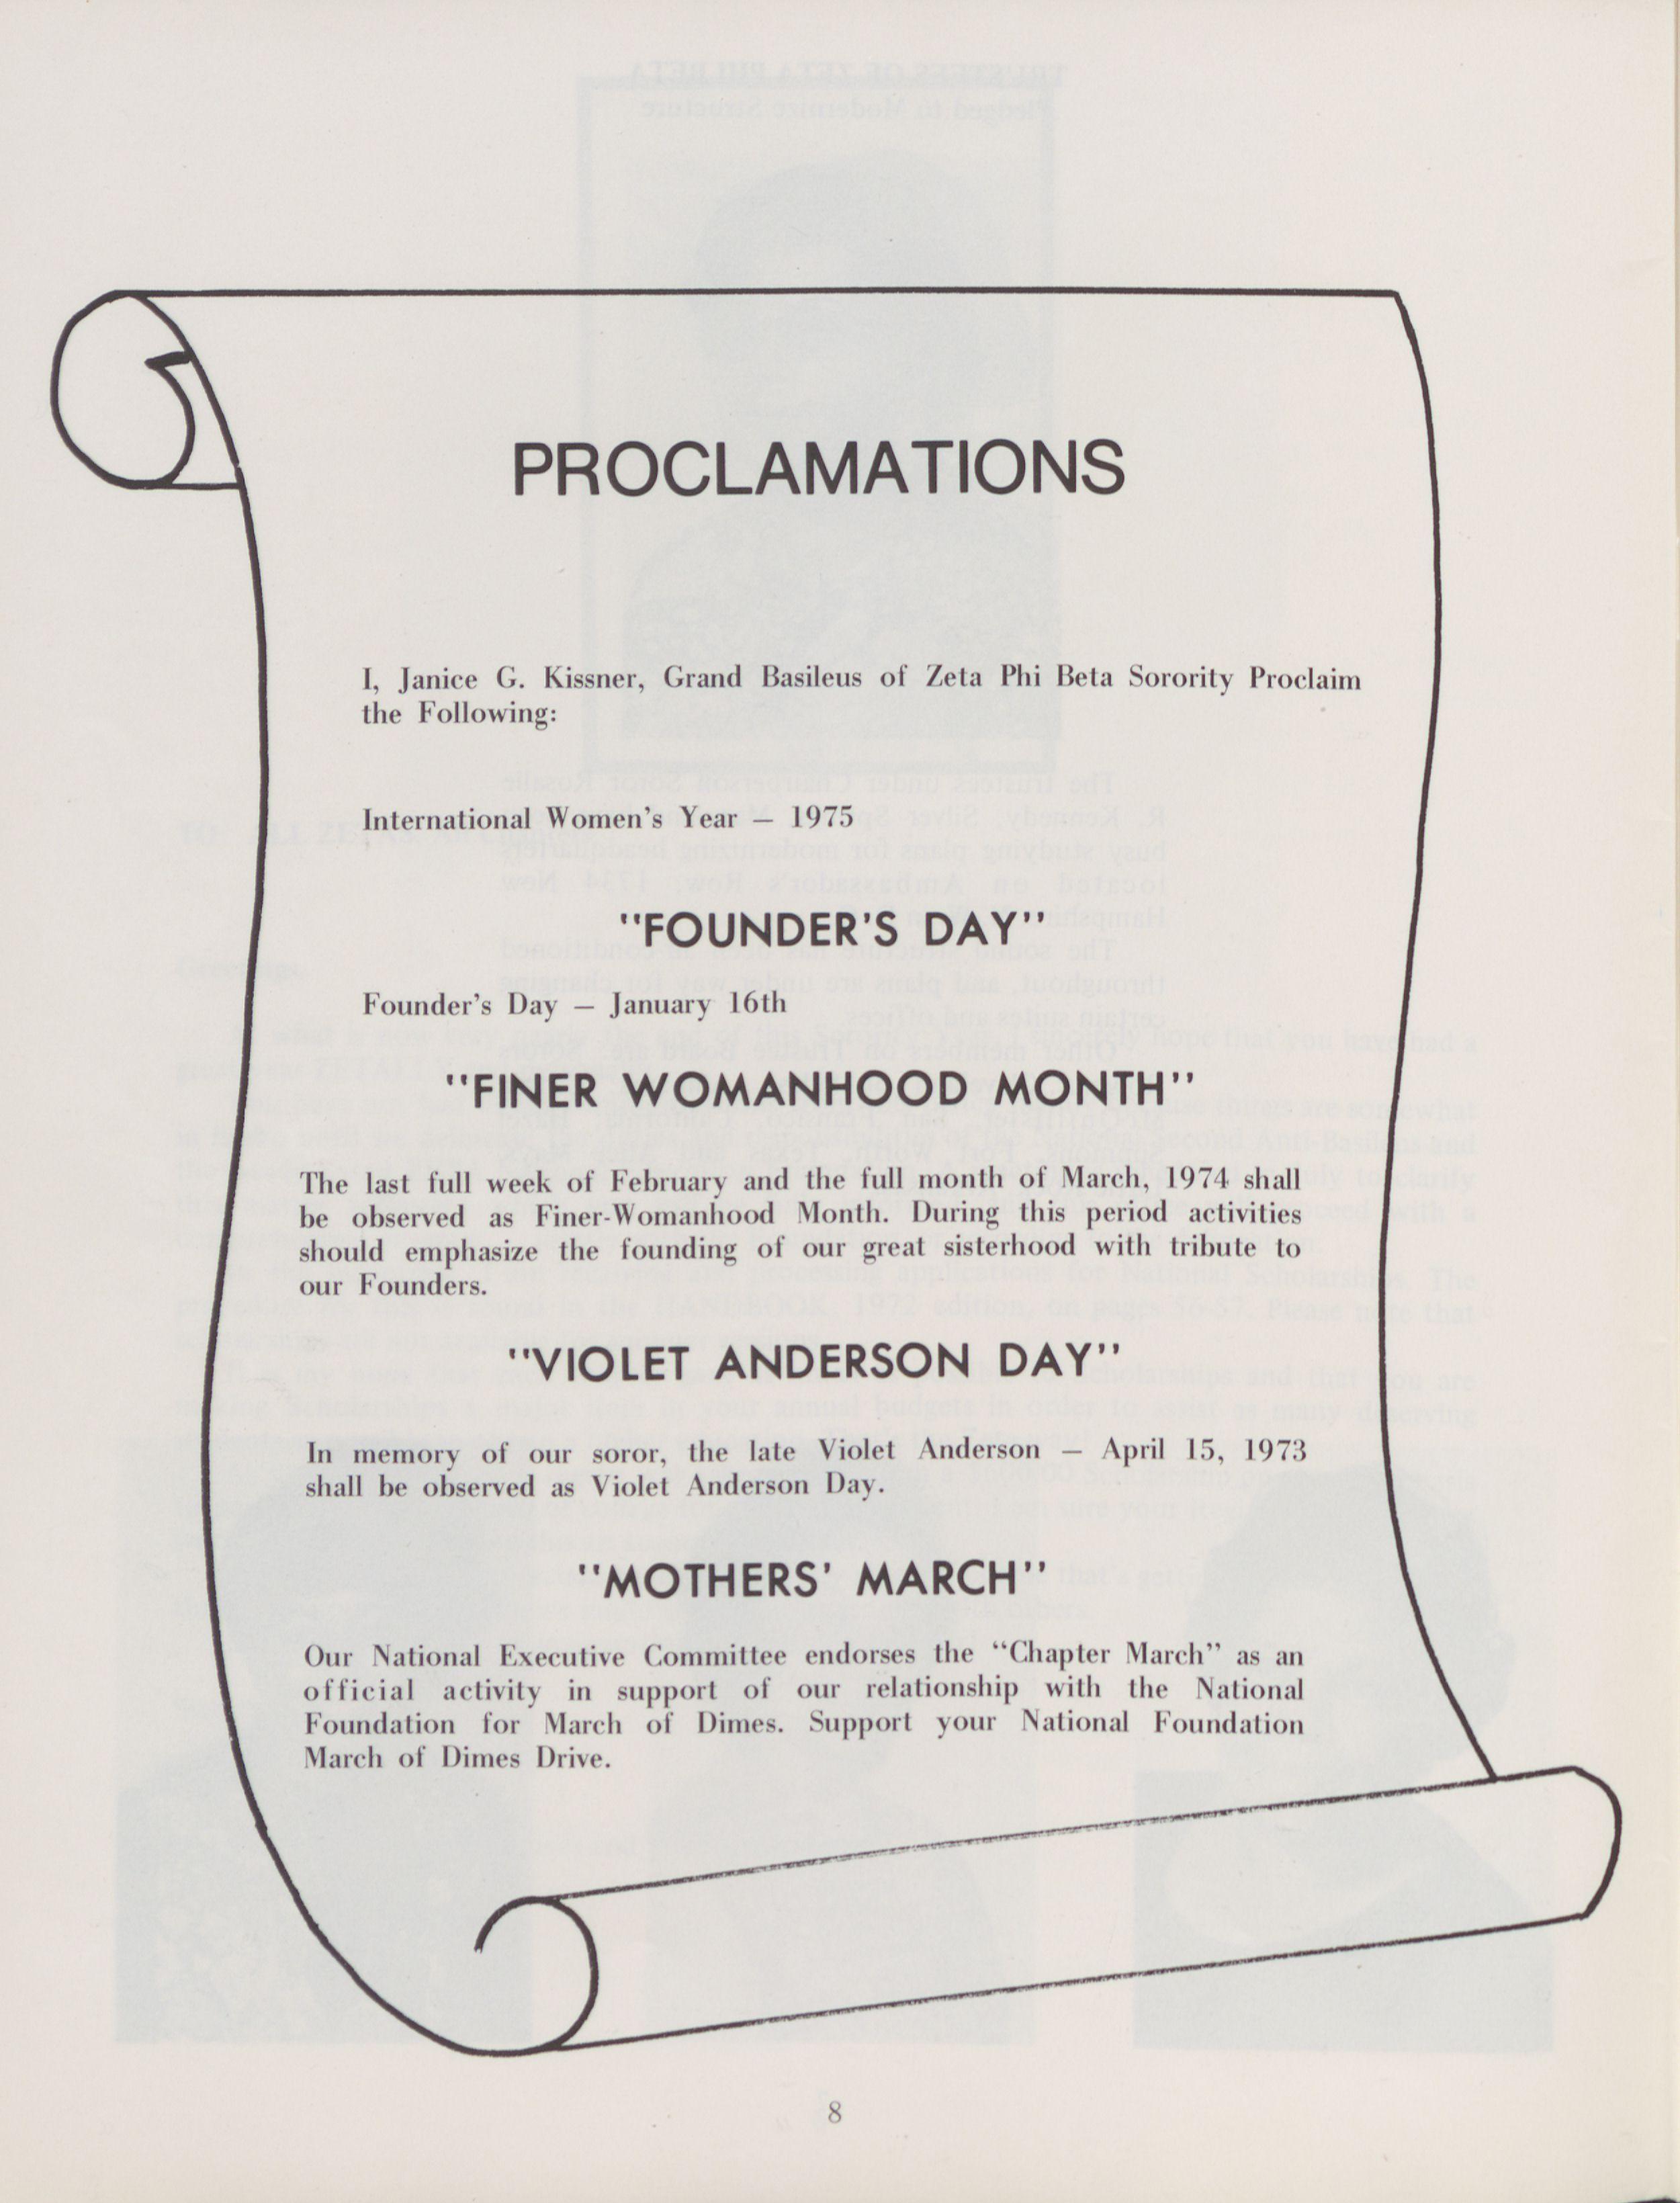 PROCLAMATIONS
I, Janice G. Kissner, Grand Basileus of Zeta Phi Beta Sorority Proclaim
the Following:
International Women's Year — 1975
"FOUNDER'S DAY"
Founder's Day — January 16th
"FINER WOMANHOOD MONTH"
The last full week of February and the full month of March, 1974 shall
be observed as Finer-Womanhood Month. During this period activities
should emphasize the founding of our great sisterhood with tribute to
our Founders.
"VIOLET ANDERSON DAY"
In memory of our soror, the late Violet Anderson — April 15, 1973
shall be observed as Violet Anderson Day.
"MOTHERS' MARCH"
Our National Executive Committee endorses the "Chapter March" as an
official activity in support of our relationship with the National
Foundation for March of Dimes. Support your National Foundation
March of Dimes Drive.
8